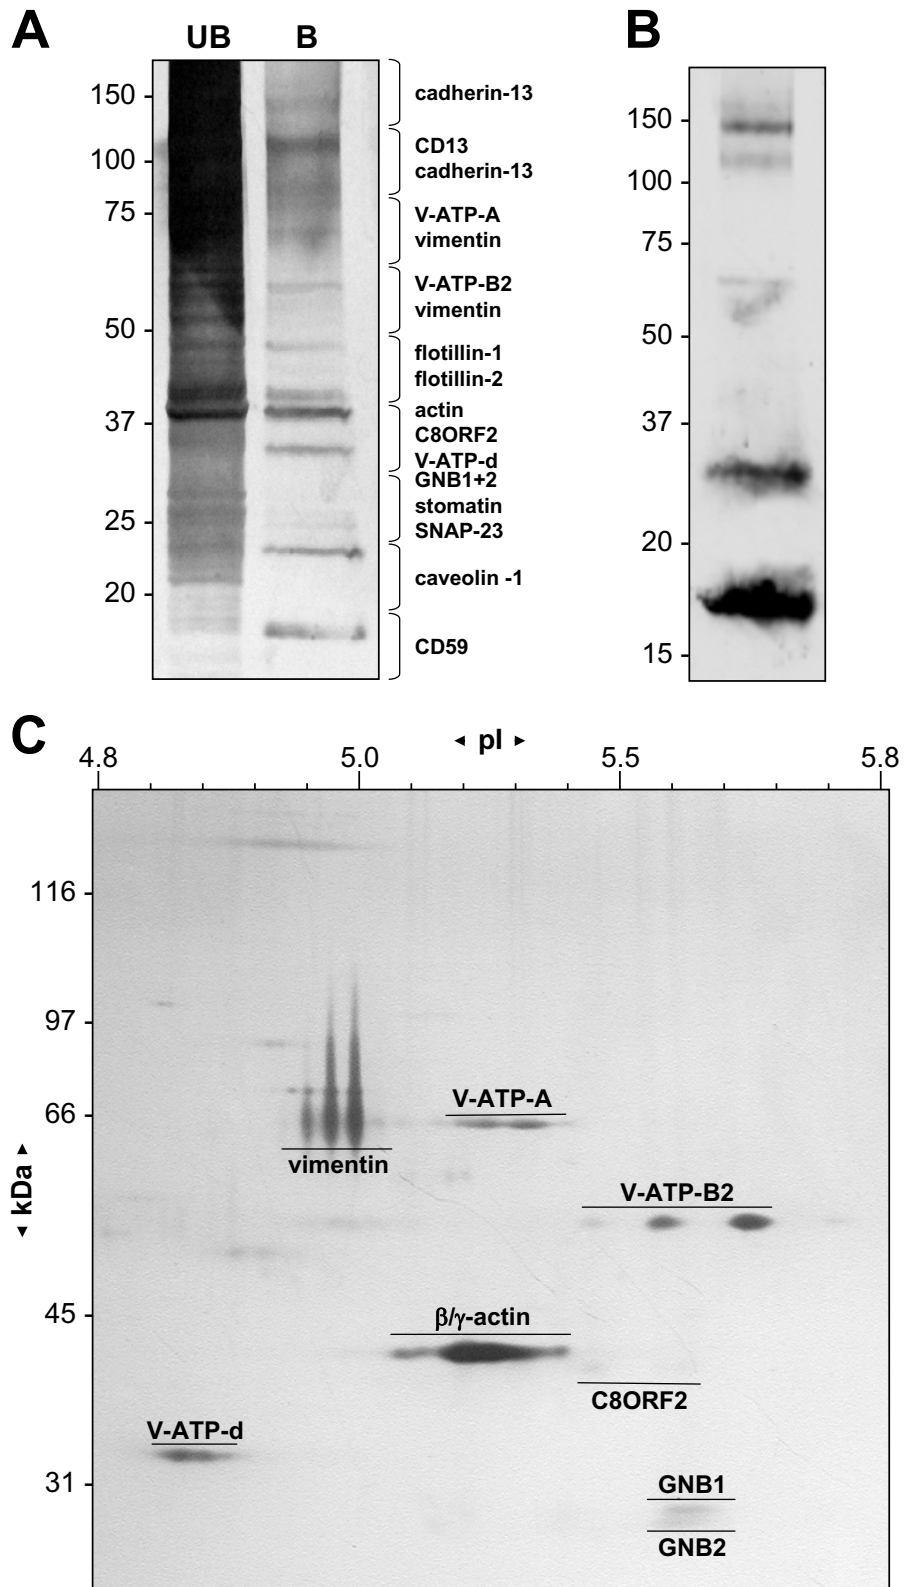 A
UB B
150
100
75
50
37
25
20
cadherin-13
CD13
cadherin-13
V-ATP-A
vimentin
V-ATP-B2
vimentin
flotillin-1
flotillin-2
actin
C8ORF2
V-ATP-d
GNB1+2
stomatin
SNAP-23
caveolin -1
CD59
B
150
100
75
50
37
20
15
C
◄ pI ►
4.8 5.0 5.5 5.8
116
97
66
45
31
◄ kDa ►
V-ATP-A
vimentin
V-ATP-B2
β/γ-actin
C8ORF2
V-ATP-d
GNB1
GNB2